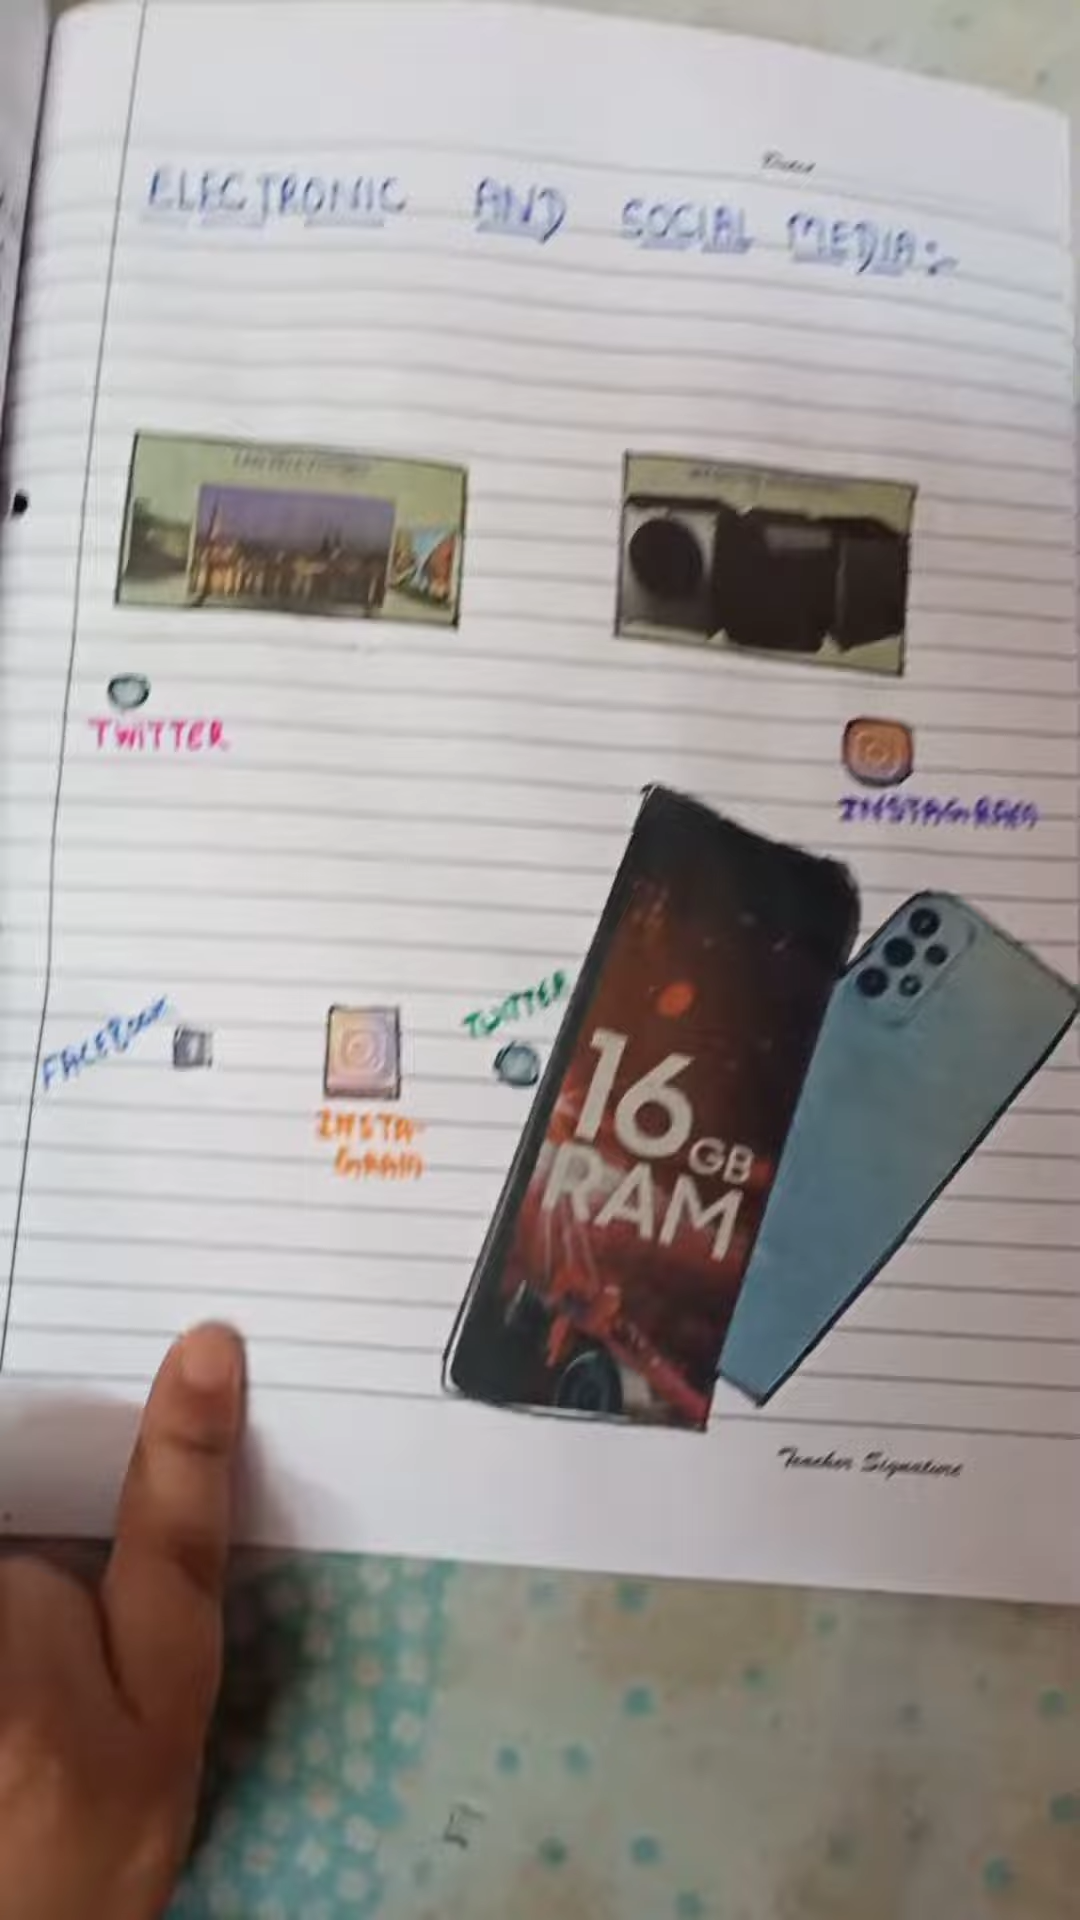 Date
ELECTRONIC AND SOCIAL MEDIA:-
TWITTER
INSTAGRAM
FACEBOOK
INSTA-
GRAM
TWITTER
16GB
RAM
Teacher Signature